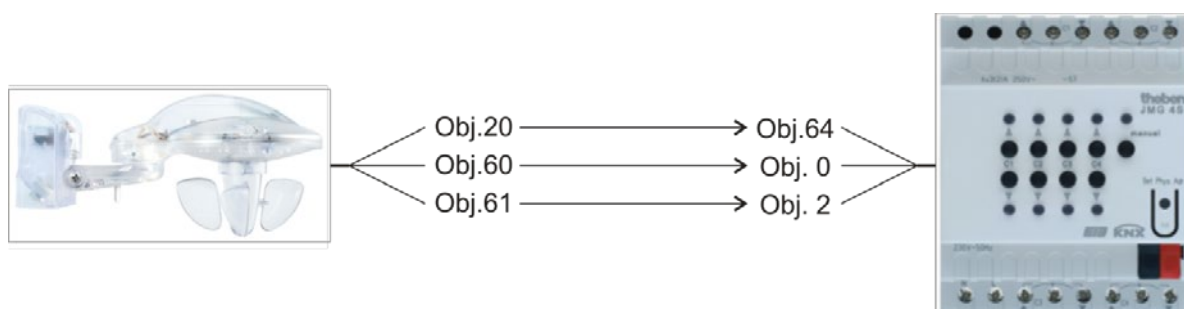 Obj.20 Obj.64
Obj.60 Obj. 0
Obj.61 Obj. 2
theben
JMG 4S
manual
C1 C2 C3 C4
KNX
230V~50Hz